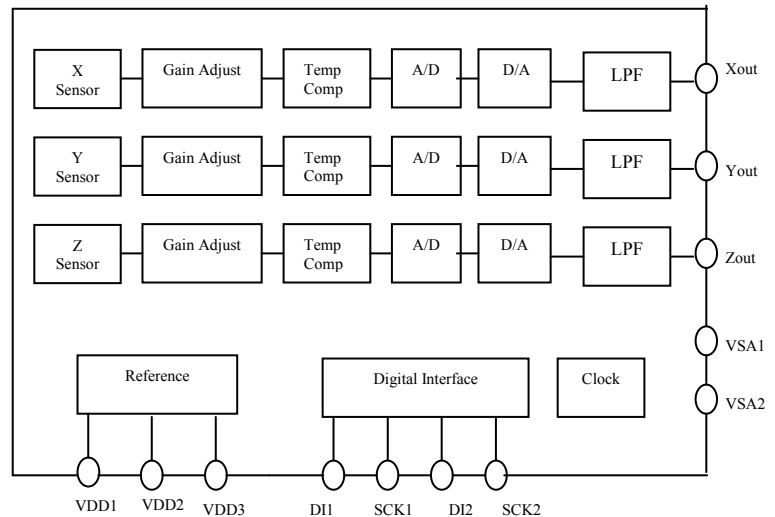 X
Sensor
Gain Adjust
Temp
Comp
A/D
D/A
LPF
Xout
Y
Sensor
Gain Adjust
Temp
Comp
A/D
D/A
LPF
Yout
Z
Sensor
Gain Adjust
Temp
Comp
A/D
D/A
LPF
Zout
VSA1
Reference
Digital Interface
Clock
VSA2
VDD1
VDD2
VDD3
DI1
SCK1
DI2
SCK2